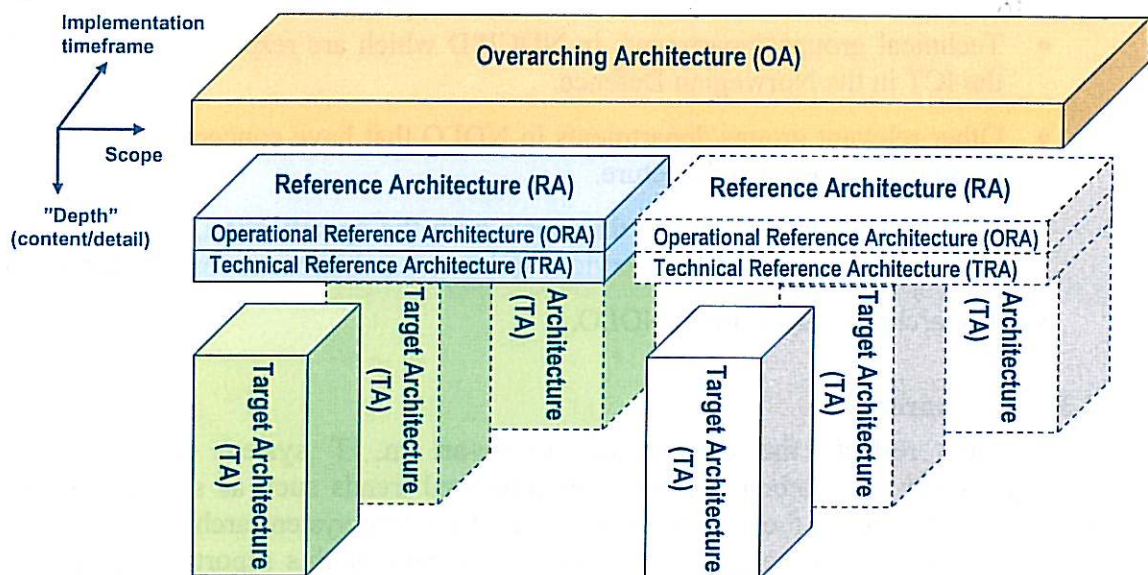 Implementation
timeframe
Scope
"Depth"
(content/detail)
Overarching Architecture (OA)
Reference Architecture (RA)
Operational Reference Architecture (ORA)
Technical Reference Architecture (TRA)
Target Architecture
(TA)
Target Architecture
(TA)
Architecture
(TA)
Reference Architecture (RA)
Operational Reference Architecture (ORA)
Technical Reference Architecture (TRA)
Target Architecture
(TA)
Target Architecture
(TA)
Architecture
(TA)